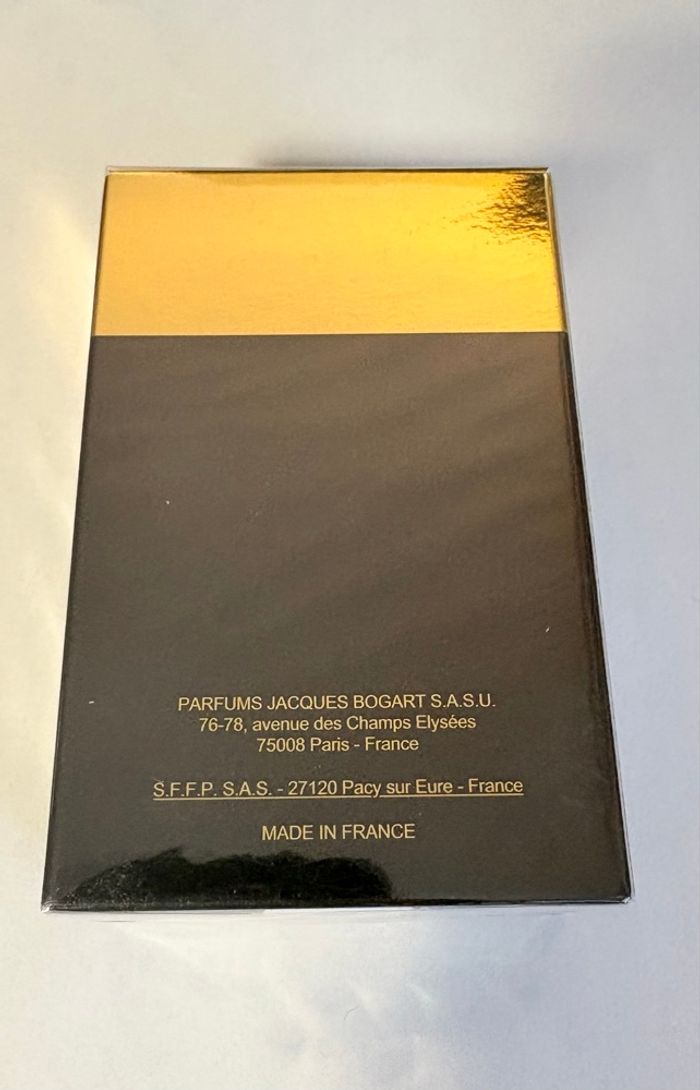 PARFUMS JACQUES BOGART S.A.S.U.
76-78, avenue des Champs Elysées
75008 Paris - France
S.F.F.P. S.A.S. - 27120 Pacy sur Eure - France
MADE IN FRANCE